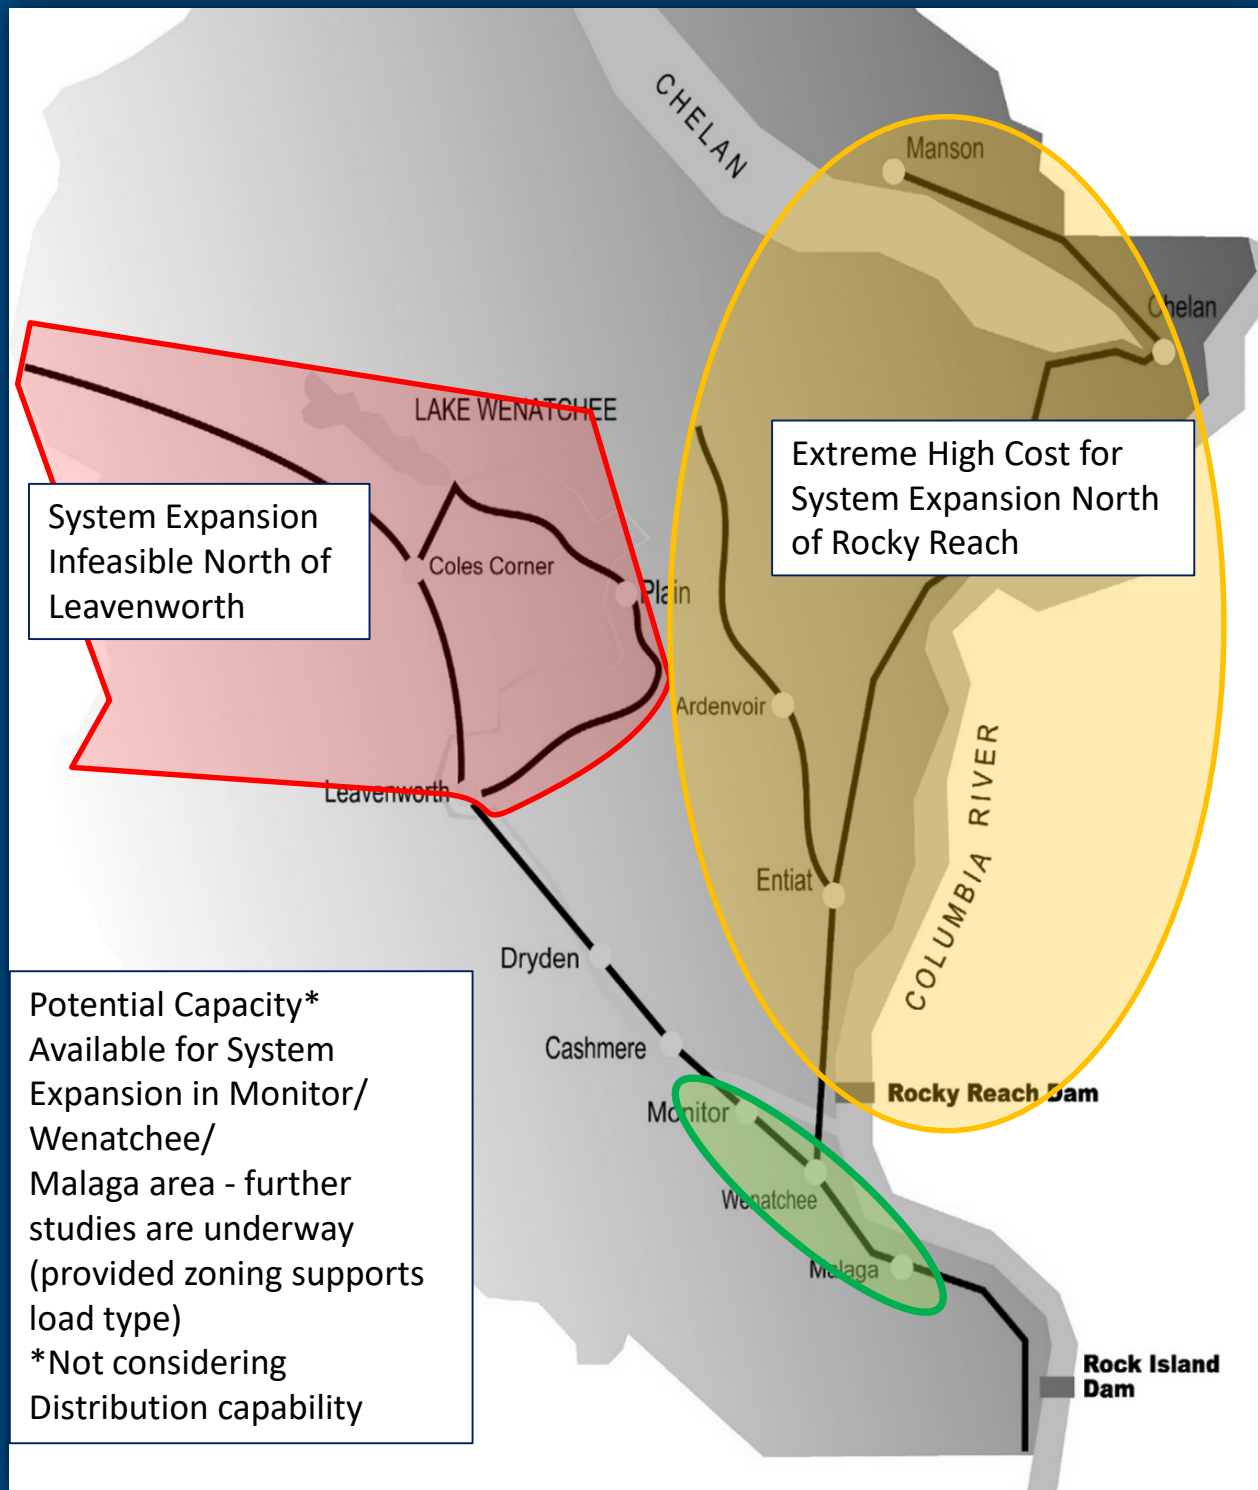 CHELAN
Manson
Chelan
LAKE WENATCHEE
Extreme High Cost for
System Expansion North
of Rocky Reach
System Expansion
Infeasible North of
Leavenworth
Coles Corner
Plain
Ardenvoir
COLUMBIA RIVER
Leavenworth
Entiat
Dryden
Potential Capacity*
Available for System
Expansion in Monitor/
Wenatchee/
Malaga area - further
studies are underway
(provided zoning supports
load type)
*Not considering
Distribution capability
Cashmere
Rocky Reach Dam
Monitor
Wenatchee
Malaga
Rock Island
Dam